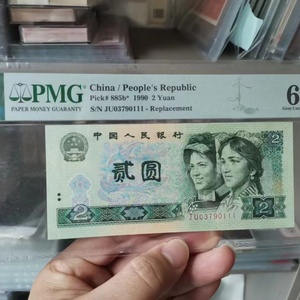 PMG
PAPER MONEY GUARANTY
China / People's Republic
Pick# 885b* 1990 2 Yuan
S/N JU03790111 - Replacement
6
中国人民银行
贰圆
2
JU03790111
2